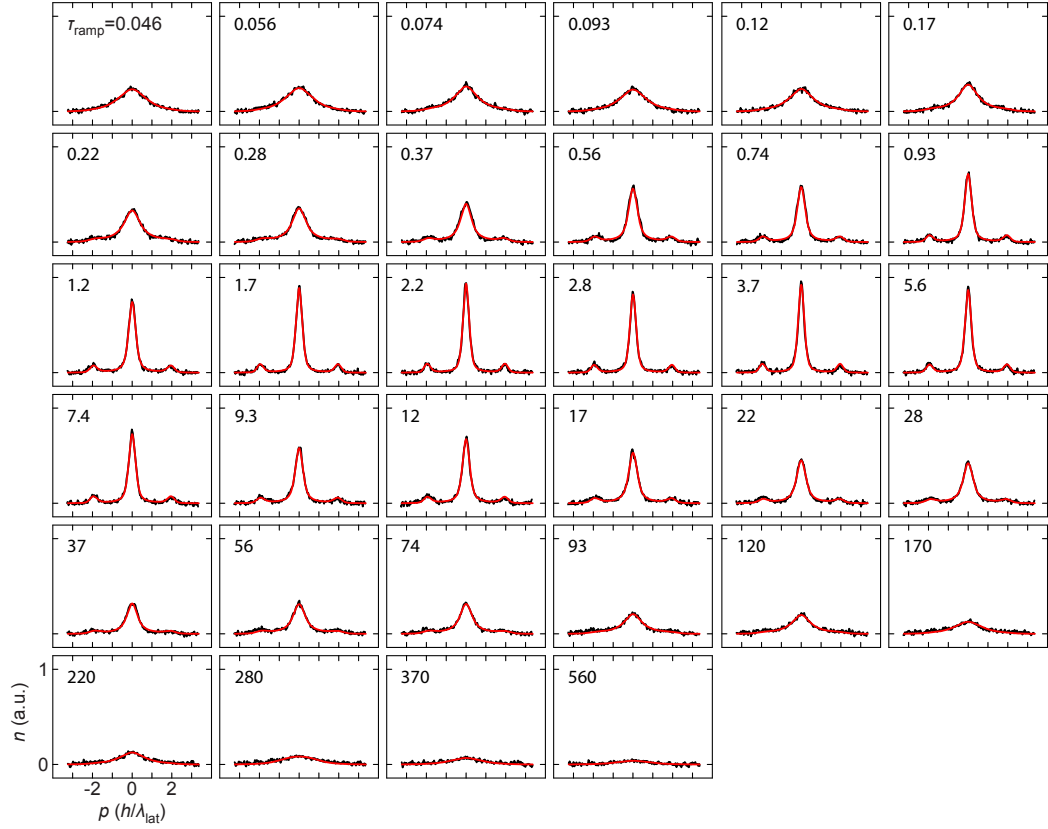 τramp=0.046 0.056 0.074 0.093 0.12 0.17
0.22 0.28 0.37 0.56 0.74 0.93
1.2 1.7 2.2 2.8 3.7 5.6
7.4 9.3 12 17 22 28
37 56 74 93 120 170
1
220 280 370 560
n (a.u.)
0
-2 0 2
p (h/λlat)